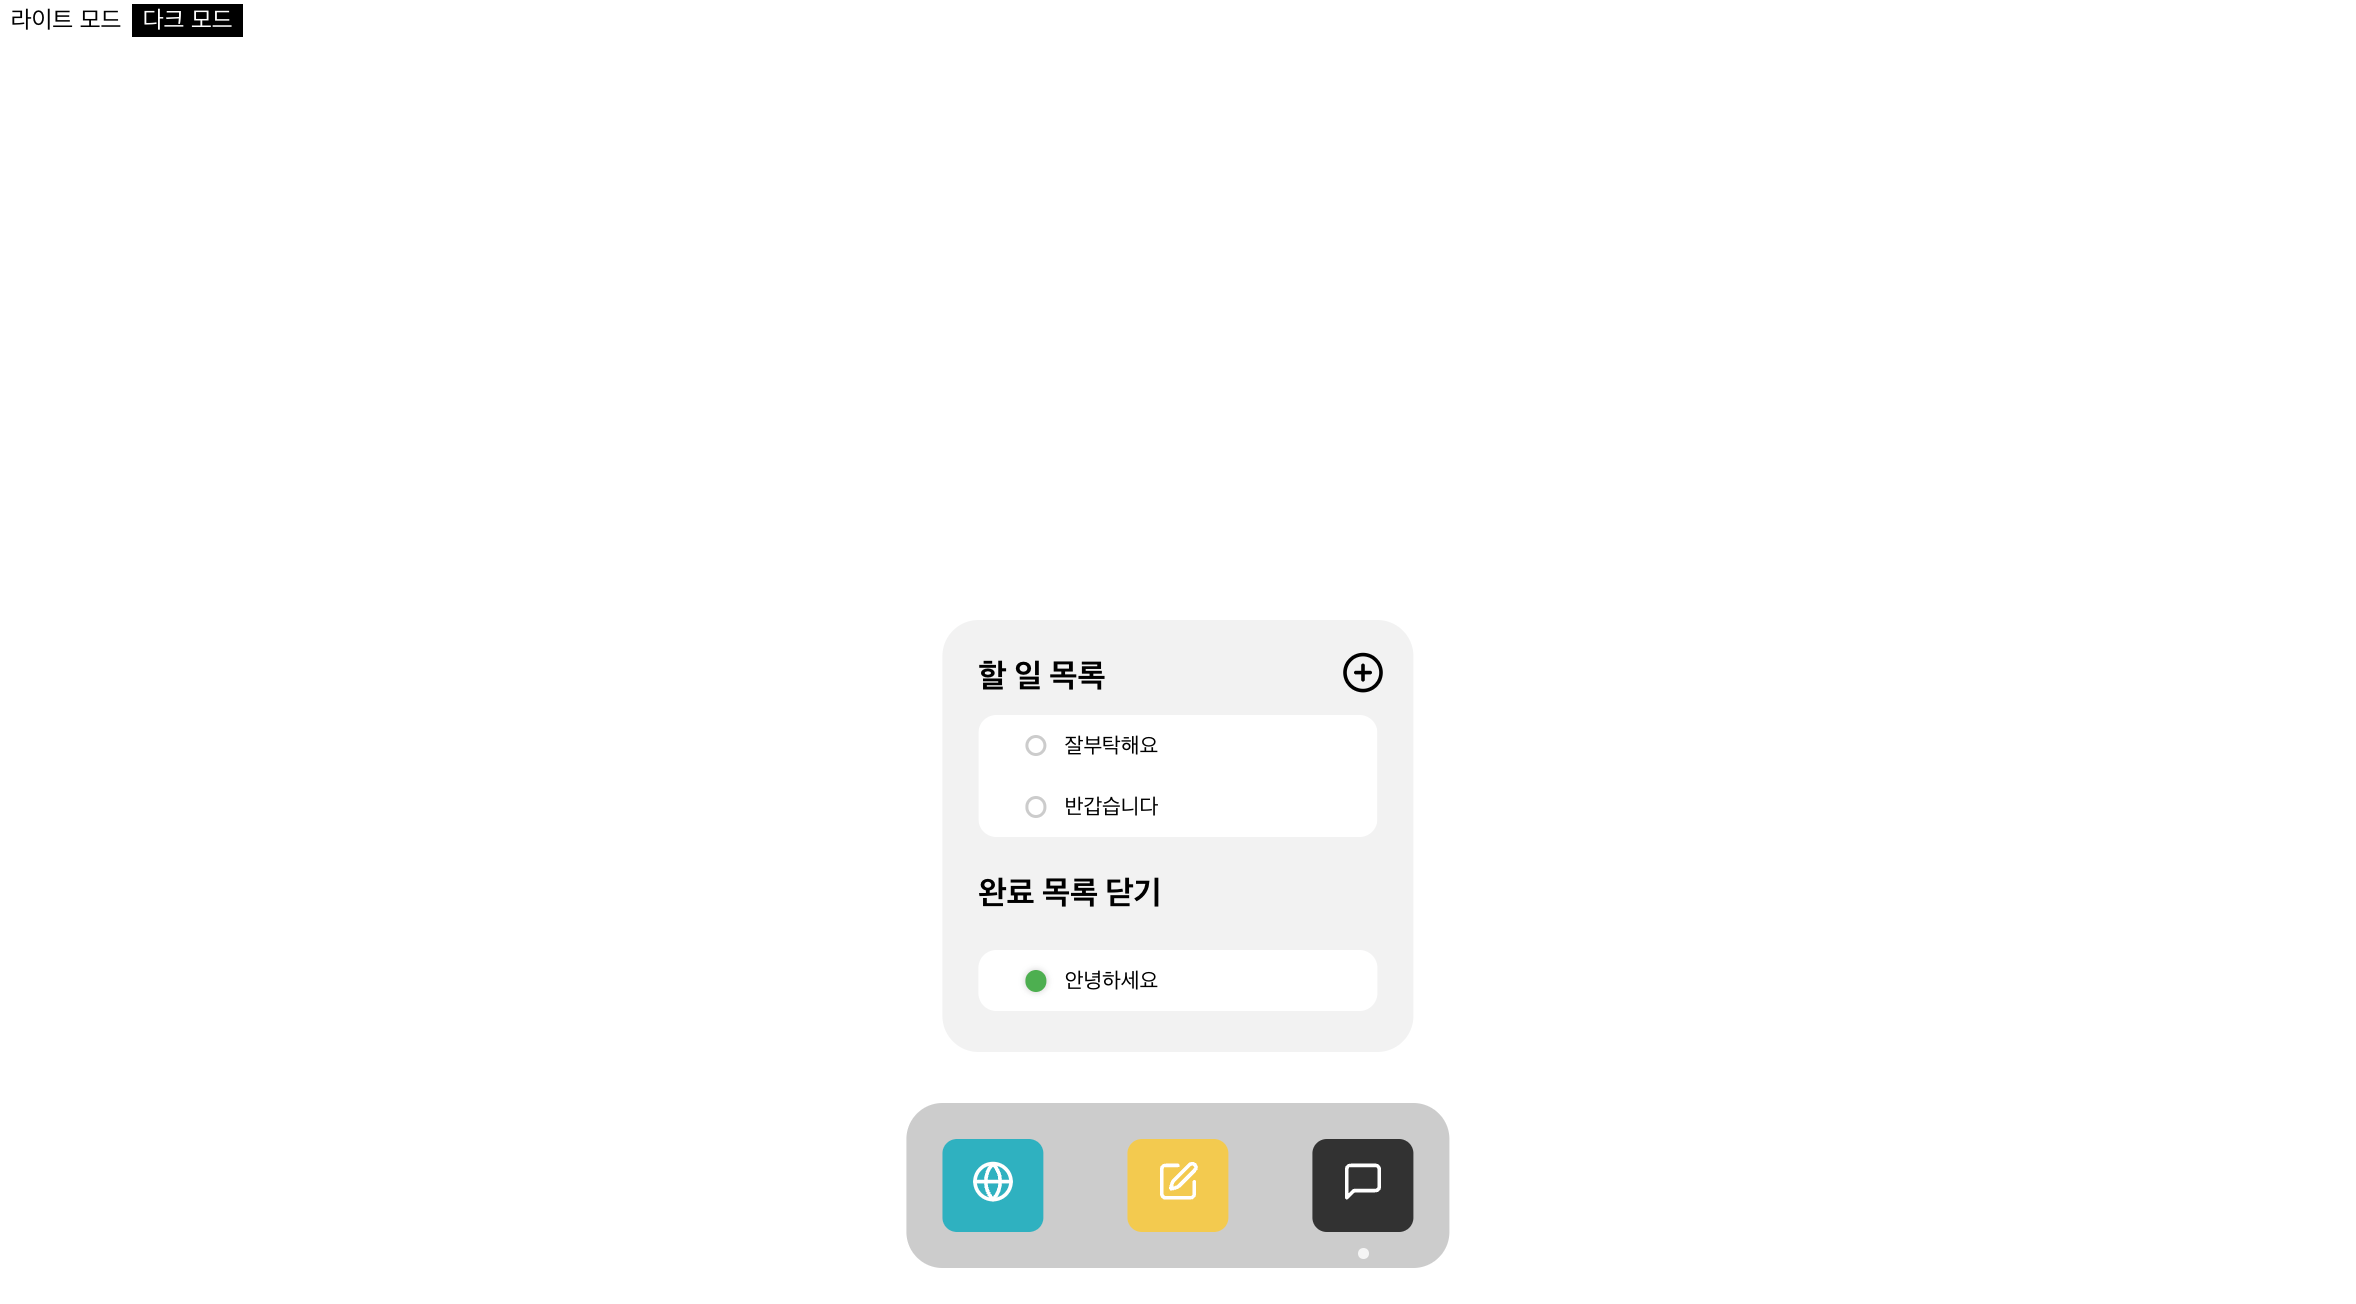 라이트 모드 다크 모드
할 일 목록
잘부탁해요
반갑습니다
완료 목록 닫기
안녕하세요